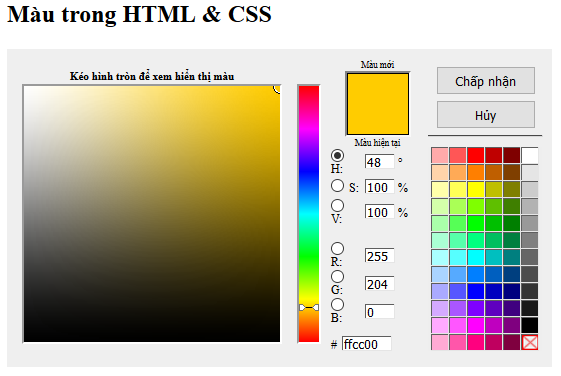 Màu trong HTML & CSS
Kéo hình tròn để xem hiển thị màu
Màu mới
Màu hiện tại
Chấp nhận
Hủy
H: 48 °
S: 100 %
V: 100 %
R: 255
G: 204
B: 0
# ffcc00